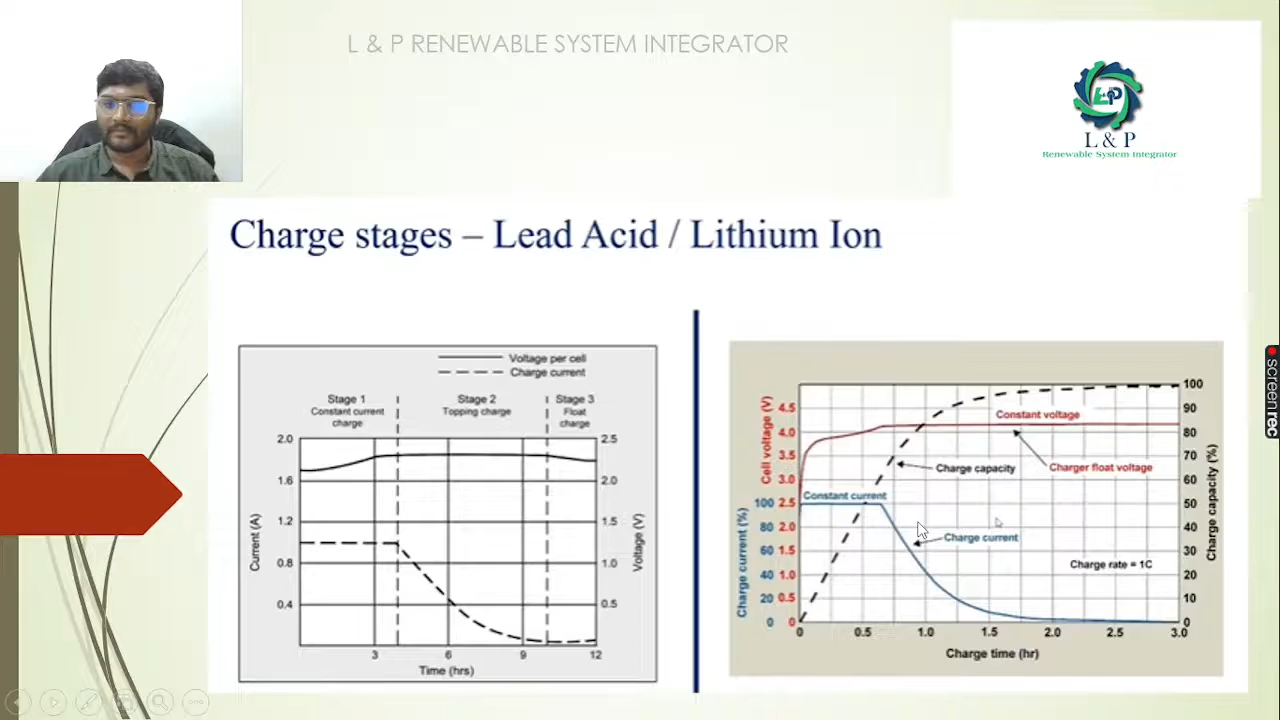 L & P RENEWABLE SYSTEM INTEGRATOR
L&P
L & P
Renewable System Integrator
Charge stages – Lead Acid / Lithium Ion
Voltage per cell
Charge current
Stage 1
Constant current
charge
Stage 2
Topping charge
Stage 3
Float
charge
2.0
1.6
1.2
0.8
0.4
Current (A)
2.5
2.0
1.5
1.0
0.5
Voltage (V)
3
6
9
12
Time (hrs)
Cell voltage (V)
4.5
4.0
3.5
3.0
2.5
2.0
1.5
1.0
0.5
0
Charge current (%)
100
80
60
40
20
0
Constant voltage
Charge capacity
Charger float voltage
Constant current
Charge current
Charge rate = 1C
100
90
80
70
60
50
40
30
20
10
0
Charge capacity (%)
0
0.5
1.0
1.5
2.0
2.5
3.0
Charge time (hr)
screenrec